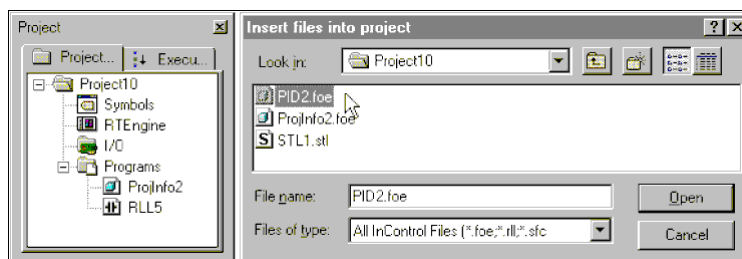 Project
Project... Execu...
Project10
Symbols
RTEngine
I/O
Programs
ProjInfo2
RLL5
Insert files into project
Look in: Project10
PID2.foe
ProjInfo2.foe
STL1.stl
File name: PID2.foe Open
Files of type: All InControl Files (*.foe;*.rll;*.sfc Cancel